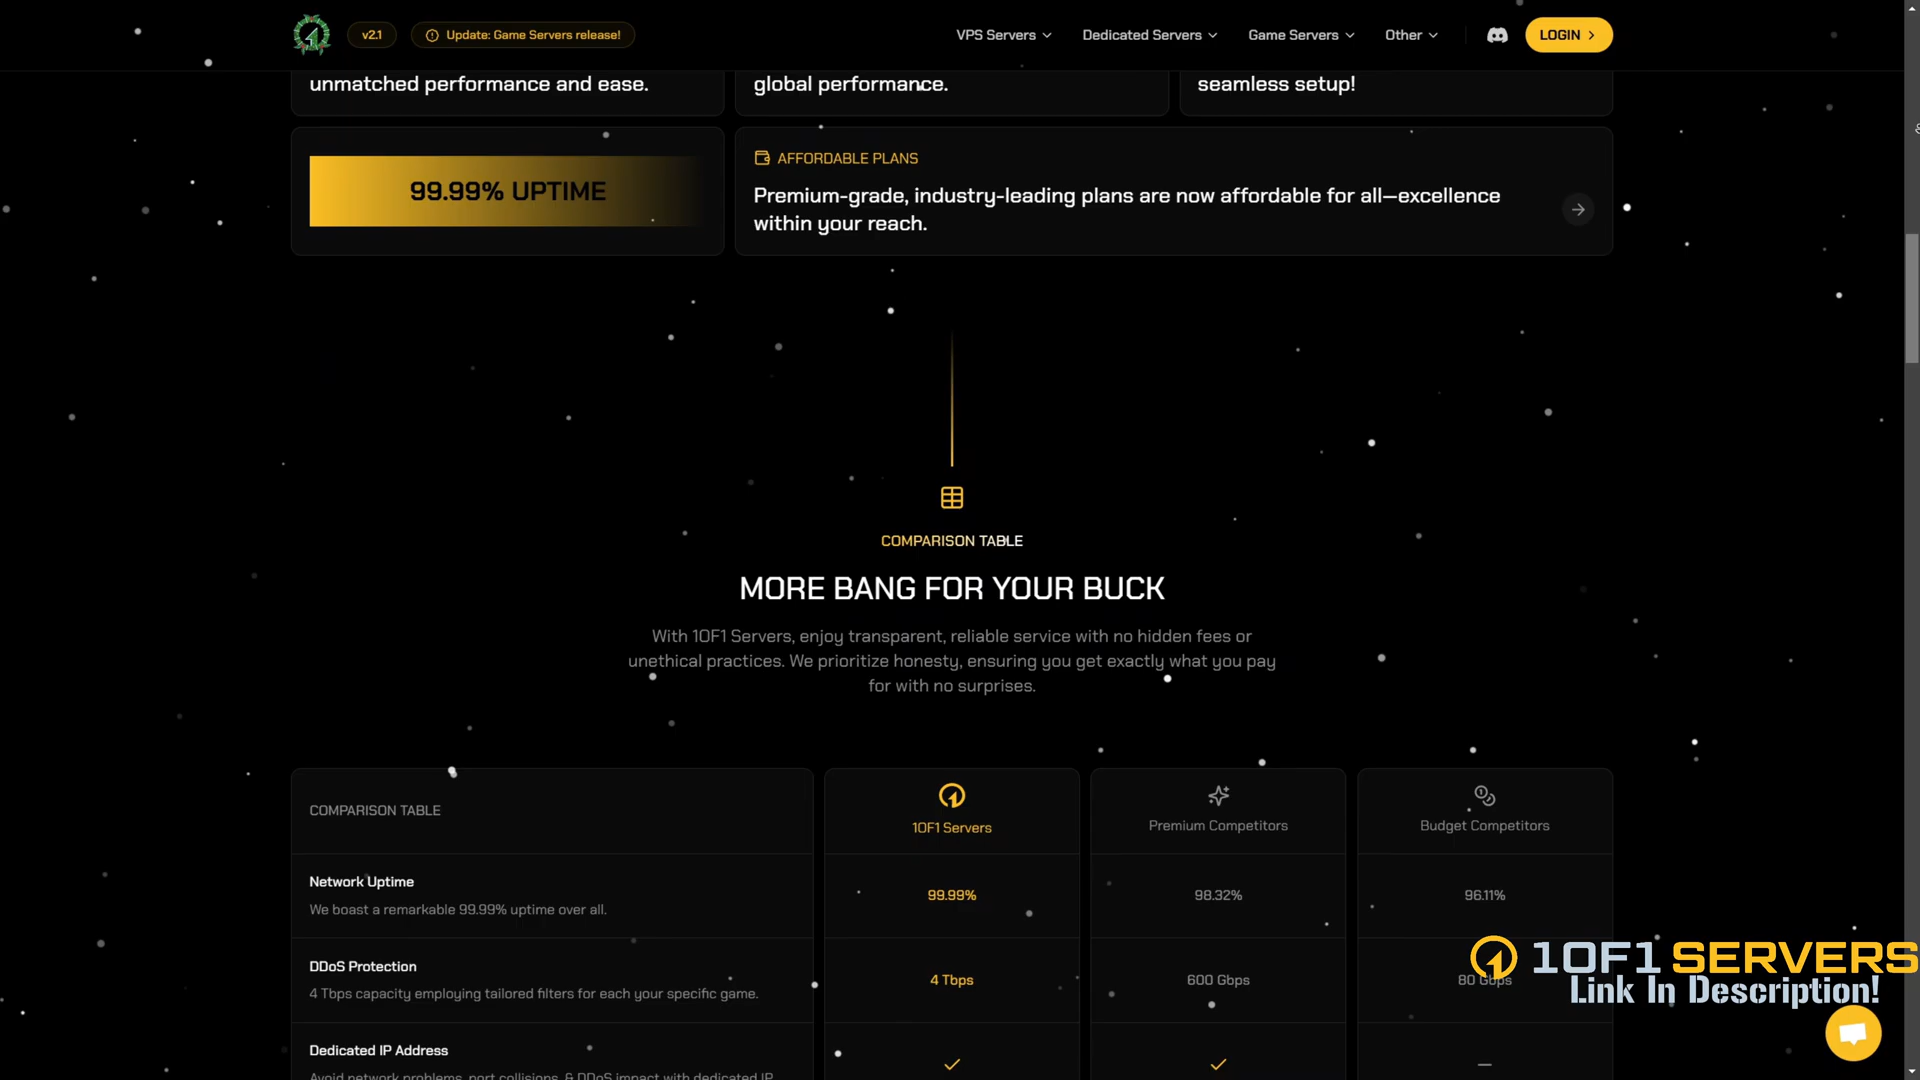 v2.1
Update: Game Servers release!
VPS Servers
Dedicated Servers
Game Servers
Other
LOGIN
unmatched performance and ease.
global performance.
seamless setup!
99.99% UPTIME
AFFORDABLE PLANS
Premium-grade, industry-leading plans are now affordable for all—excellence
within your reach.
COMPARISON TABLE
MORE BANG FOR YOUR BUCK
With 1OF1 Servers, enjoy transparent, reliable service with no hidden fees or
unethical practices. We prioritize honesty, ensuring you get exactly what you pay
for with no surprises.
COMPARISON TABLE
1OF1 Servers
Premium Competitors
Budget Competitors
Network Uptime
We boast a remarkable 99.99% uptime over all.
99.99%
98.32%
96.11%
DDoS Protection
4 Tbps capacity employing tailored filters for each your specific game.
4 Tbps
600 Gbps
80 Gbps
Dedicated IP Address
Avoid network problems, port collisions, & DDoS impact with dedicated IP
1OF1 SERVERS
Link In Description!